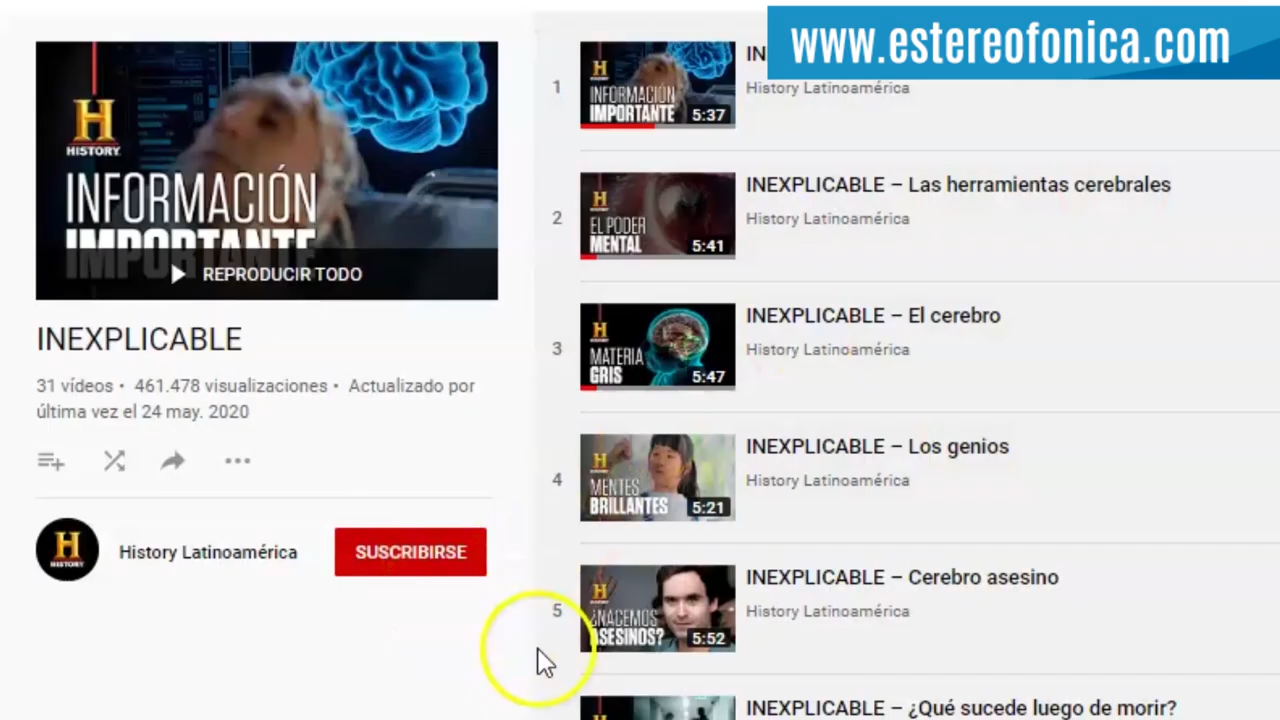 www.estereofonica.com
H
HISTORY
INFORMACIÓN
IMPORTANTE
REPRODUCIR TODO
INEXPLICABLE
31 vídeos • 461.478 visualizaciones • Actualizado por
última vez el 24 may. 2020
H
HISTORY
History Latinoamérica
SUSCRIBIRSE
1
H
INFORMACIÓN
IMPORTANTE
5:37
IN
History Latinoamérica
2
H
EL PODER
MENTAL
5:41
INEXPLICABLE – Las herramientas cerebrales
History Latinoamérica
3
H
MATERIA
GRIS
5:47
INEXPLICABLE – El cerebro
History Latinoamérica
4
H
MENTES
BRILLANTES
5:21
INEXPLICABLE – Los genios
History Latinoamérica
5
H
¿NACEMOS
ASESINOS?
5:52
INEXPLICABLE – Cerebro asesino
History Latinoamérica
H
INEXPLICABLE – ¿Qué sucede luego de morir?